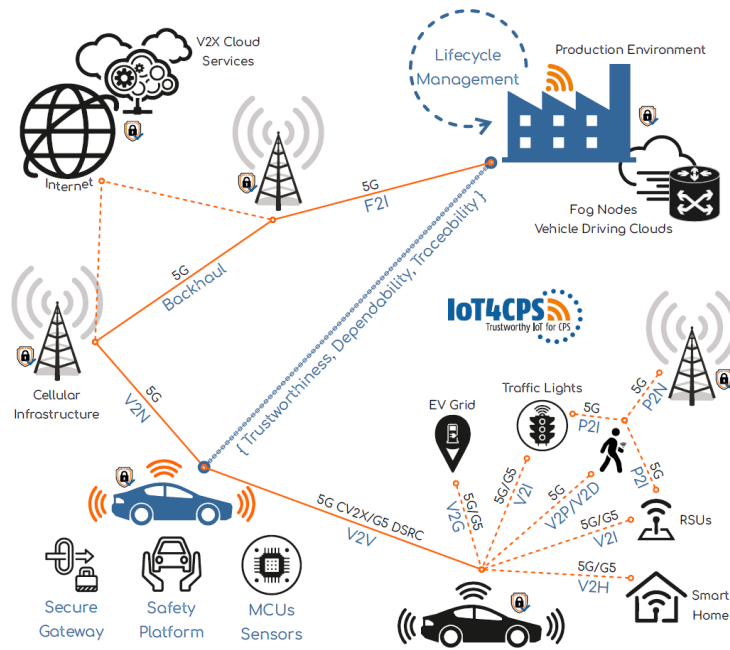 V2X Cloud
Services
Lifecycle
Management
Production Environment
Internet
5G
F2I
Fog Nodes
Vehicle Driving Clouds
5G
Backhaul
{ Trustworthiness, Dependability, Traceability }
IoT4CPS
Trustworthy IoT for CPS
Cellular
Infrastructure
5G
V2N
EV Grid
Traffic Lights
5G
P2I
5G
P2N
5G
P2I
5G/G5
V2G
5G/G5
V2I
5G
V2P/V2D
5G/G5
V2I
RSUs
5G CV2X/G5 DSRC
V2V
5G/G5
V2H
Smart
Home
Secure
Gateway
Safety
Platform
MCUs
Sensors